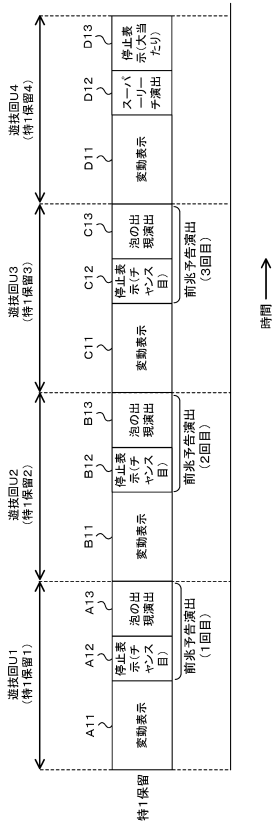 遊技回U1
(特1保留1)
遊技回U2
(特1保留2)
遊技回U3
(特1保留3)
遊技回U4
(特1保留4)
A11
A12
A13
B11
B12
B13
C11
C12
C13
D11
D12
D13
特1保留
変動表示
停止表
示(チ
ャンス
目)
泡の出
現演出
変動表示
停止表
示(チ
ャンス
目)
泡の出
現演出
変動表示
停止表
示(チ
ャンス
目)
泡の出
現演出
変動表示
スーパ
ーリー
チ演出
停止表
示(大当
たり)
前兆予告演出
(1回目)
前兆予告演出
(2回目)
前兆予告演出
(3回目)
時間